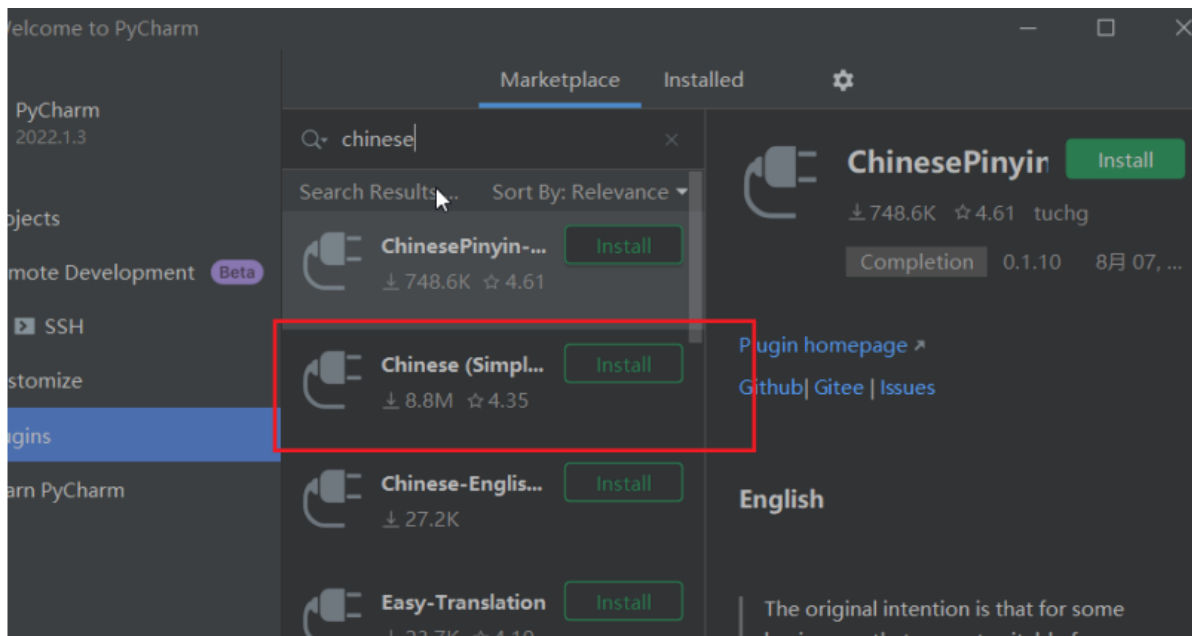 Welcome to PyCharm
Marketplace Installed
PyCharm
2022.1.3
chinese
Search Results ... Sort By: Relevance
ojects
mote Development Beta
SSH
stomize
gins
arn PyCharm
ChinesePinyin-... Install
748.6K 4.61
Chinese (Simpl... Install
8.8M 4.35
Chinese-Englis... Install
27.2K
Easy-Translation Install
4.19
ChinesePinyin Install
748.6K 4.61 tuchg
Completion 0.1.10 8月 07, ...
Plugin homepage
Github| Gitee | Issues
English
The original intention is that for some